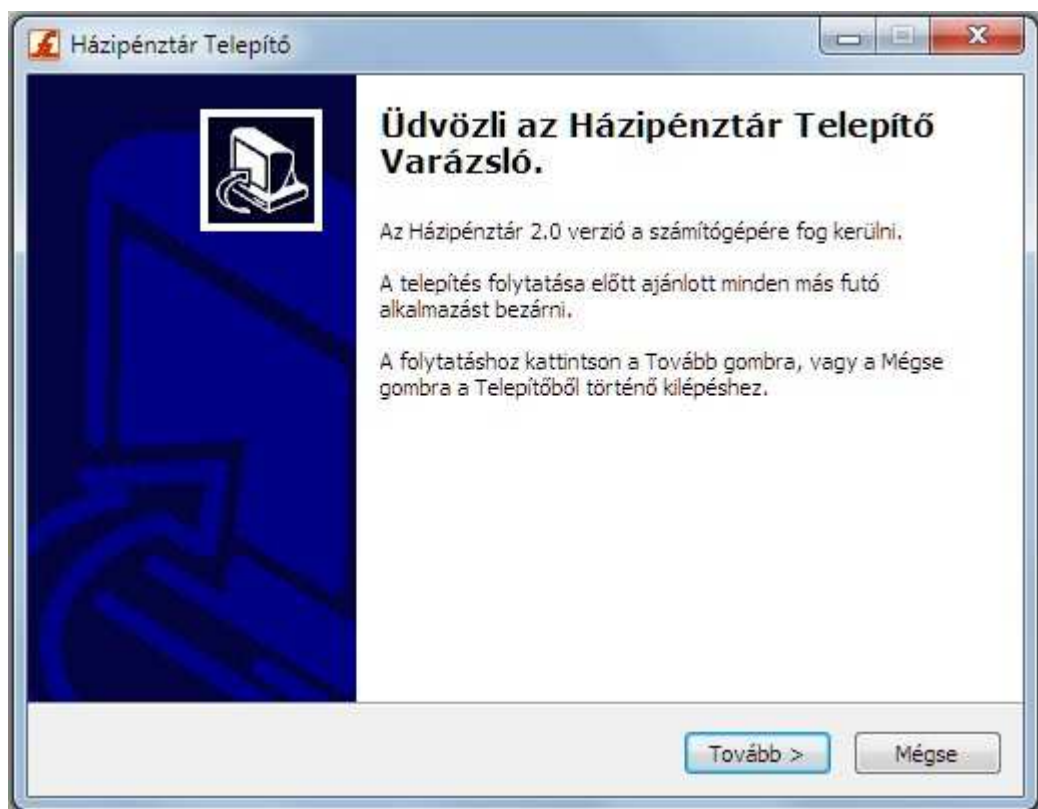 Házipénztár Telepítő
Üdvözli az Házipénztár Telepítő
Varázsló.
Az Házipénztár 2.0 verzió a számítógépére fog kerülni.
A telepítés folytatása előtt ajánlott minden más futó
alkalmazást bezárni.
A folytatáshoz kattintson a Tovább gombra, vagy a Mégse
gombra a Telepítőből történő kilépéshez.
Tovább >
Mégse